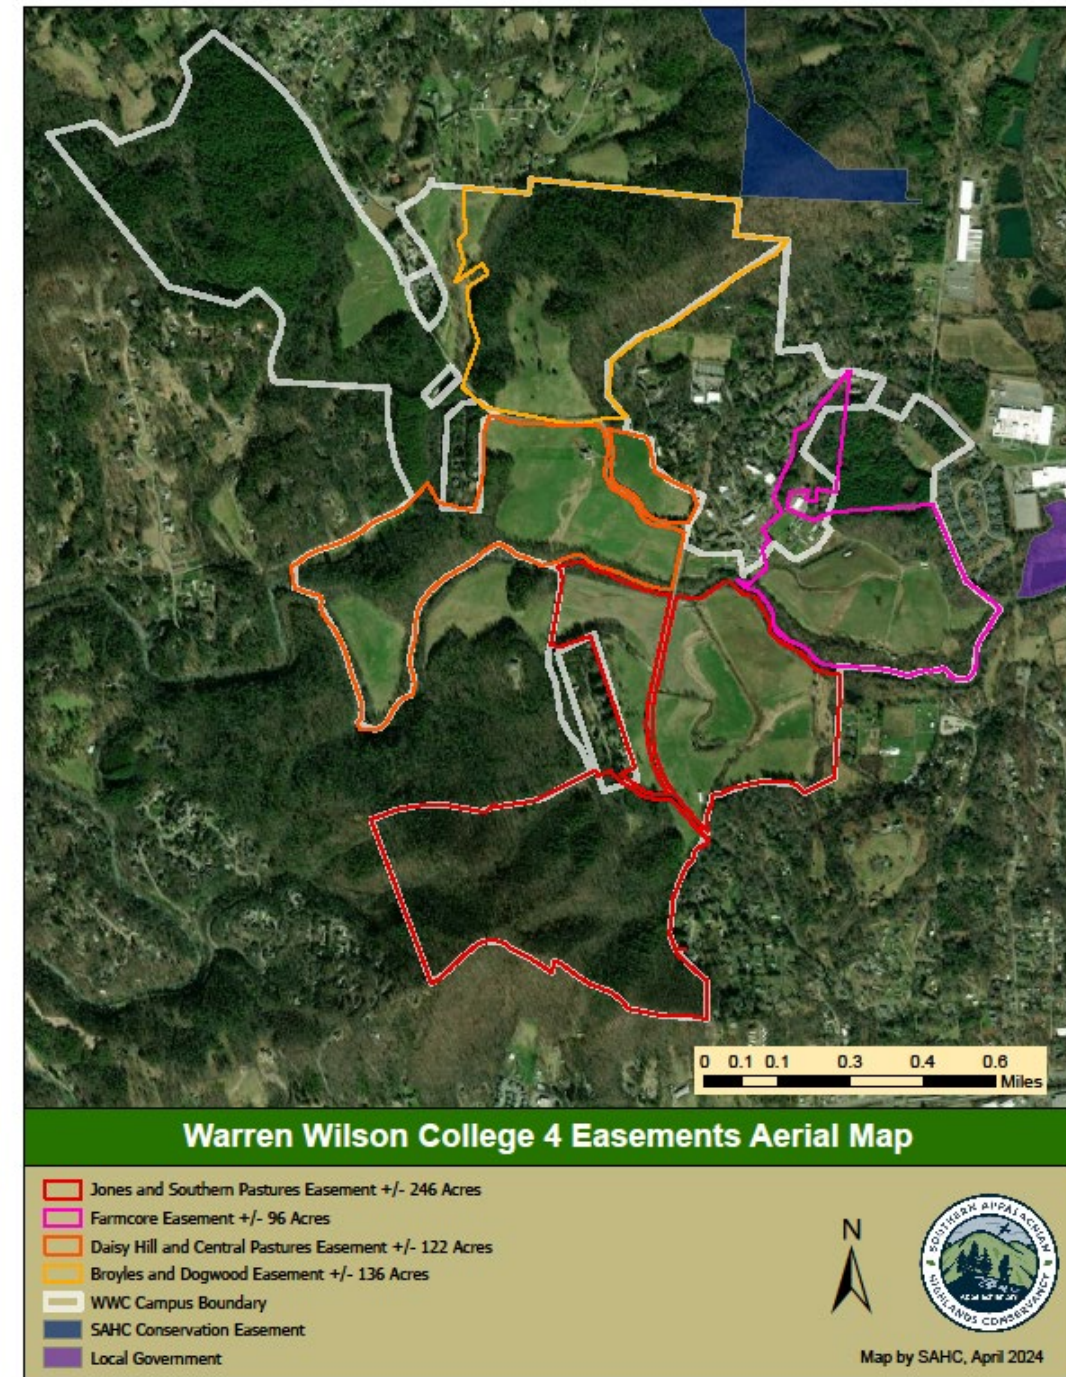 0 0.1 0.1 0.3 0.4 0.6
Miles
Warren Wilson College 4 Easements Aerial Map
Jones and Southern Pastures Easement +/- 246 Acres
Farmcore Easement +/- 96 Acres
Daisy Hill and Central Pastures Easement +/- 122 Acres
Broyles and Dogwood Easement +/- 136 Acres
WWC Campus Boundary
SAHC Conservation Easement
Local Government
N
SOUTHERN APPALACHIAN
HIGHLANDS CONSERVANCY
Map by SAHC, April 2024